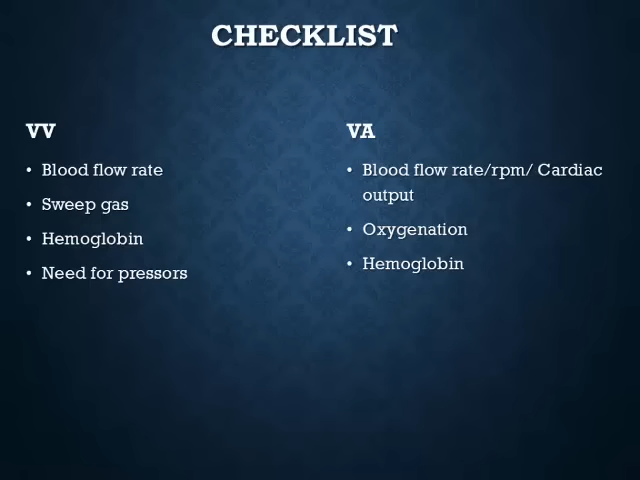 CHECKLIST
VV
• Blood flow rate
• Sweep gas
• Hemoglobin
• Need for pressors
VA
• Blood flow rate/rpm/ Cardiac
output
• Oxygenation
• Hemoglobin